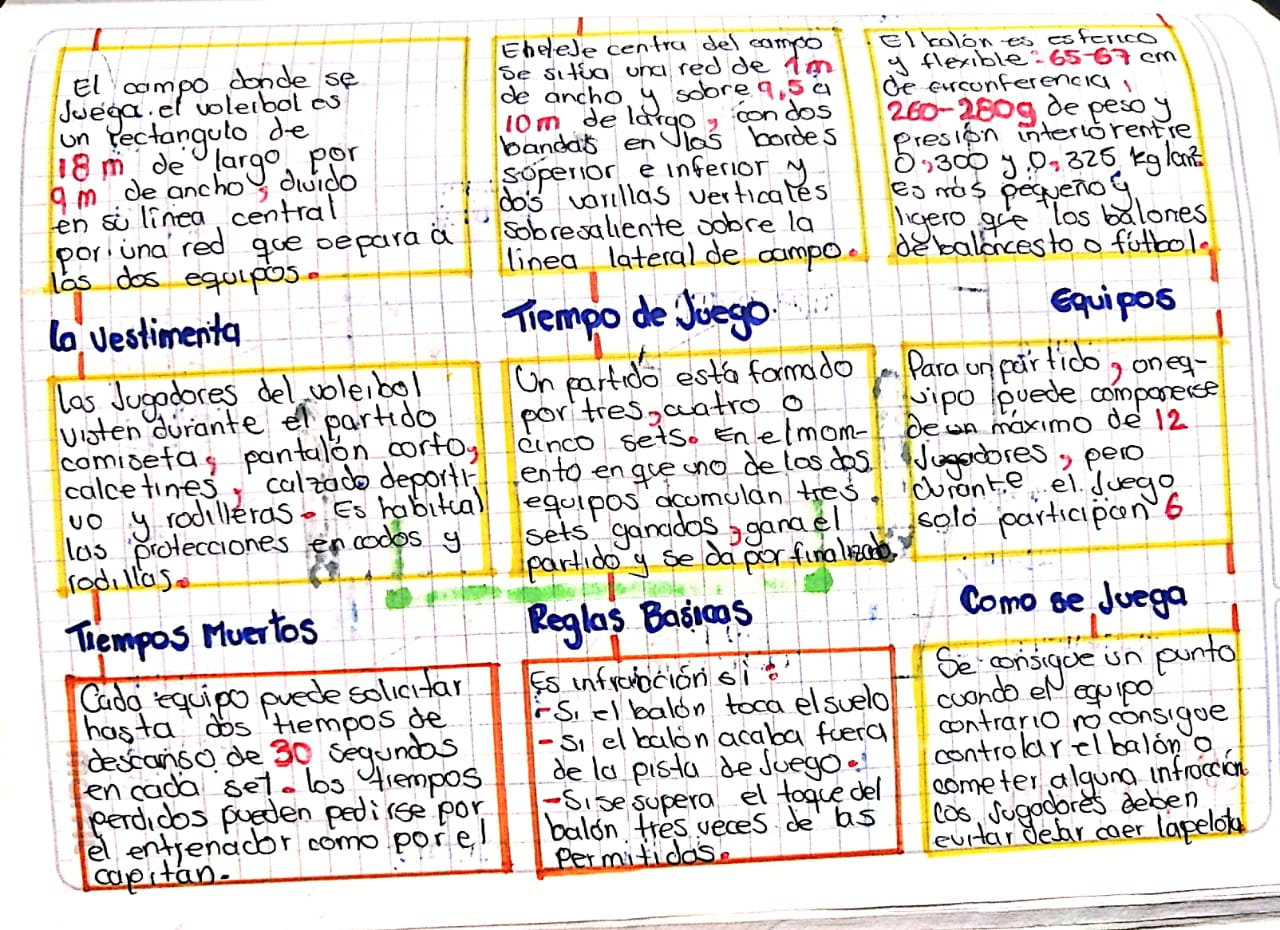 El campo donde se
Juega. el voleibol es
un rectangulo de
18 m de largo por
9 m de ancho, divido
en su línea central
por una red que separa a
los dos equipos.
En el eje centra del campo
se sitúa una red de 1m
de ancho y sobre 9,5 a
10m de largo, con dos
bandas en los bordes
superior e inferior y
dos varillas verticales
sobresaliente sobre la
línea lateral de campo.
El balón es esférico
y flexible: 65-67 cm
de circonferencia,
260-280g de peso y
presión interior entre
0,300 y 0,325 kg/cm2
Es más pequeño y
ligero que los balones
de baloncesto o fútbol.
La vestimenta
Los Jugadores del voleibol
visten durante el partido
camiseta, pantalón corto,
calcetines, calzado deporti-
vo y rodilleras. Es habitual
las protecciones en codos y
rodillas.
Tiempo de Juego
Un partido está formado
por tres, cuatro o
cinco sets. En el mom-
ento en que uno de los dos
equipos acumulan tres
sets ganados, gana el
partido y se da por finalizado
Equipos
Para un partido, un eq-
uipo puede componerse
de un máximo de 12
Jugadores, pero
durante el Juego
solo participan 6
Tiempos Muertos
Cada equipo puede solicitar
hasta dos tiempos de
descanso de 30 segundos
en cada set. los tiempos
perdidos pueden pedirse por
el entrenador como por el
capitan.
Reglas Basicas
Es infracción si:
- Si el balón toca el suelo
- Si el balón acaba fuera
de la pista de Juego.
- Si se supera el toque del
balón tres veces de las
permitidas.
Como se Juega
Se consigue un punto
cuando el equipo
contrario no consigue
controlar el balón o
cometer alguna infracción
Los Jugadores deben
evitar dejar caer la pelota